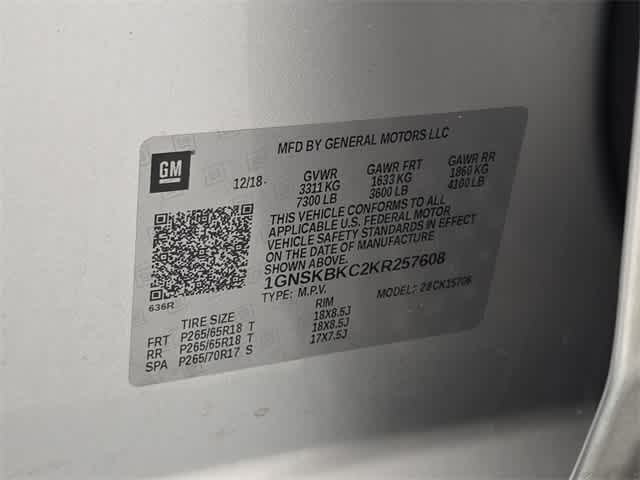 MFD BY GENERAL MOTORS LLC
GM
12/18 GVWR GAWR FRT GAWR RR
3311 KG 1633 KG 1860 KG
7300 LB 3600 LB 4100 LB
THIS VEHICLE CONFORMS TO ALL
APPLICABLE U.S. FEDERAL MOTOR
VEHICLE SAFETY STANDARDS IN EFFECT
ON THE DATE OF MANUFACTURE
SHOWN ABOVE.
1GNSKBKC2KR257608
TYPE: M.P.V. MODEL: 28CK15706
636R
TIRE SIZE RIM
FRT P265/65R18 T 18X8.5J
RR P265/65R18 T 18X8.5J
SPA P265/70R17 S 17X7.5J